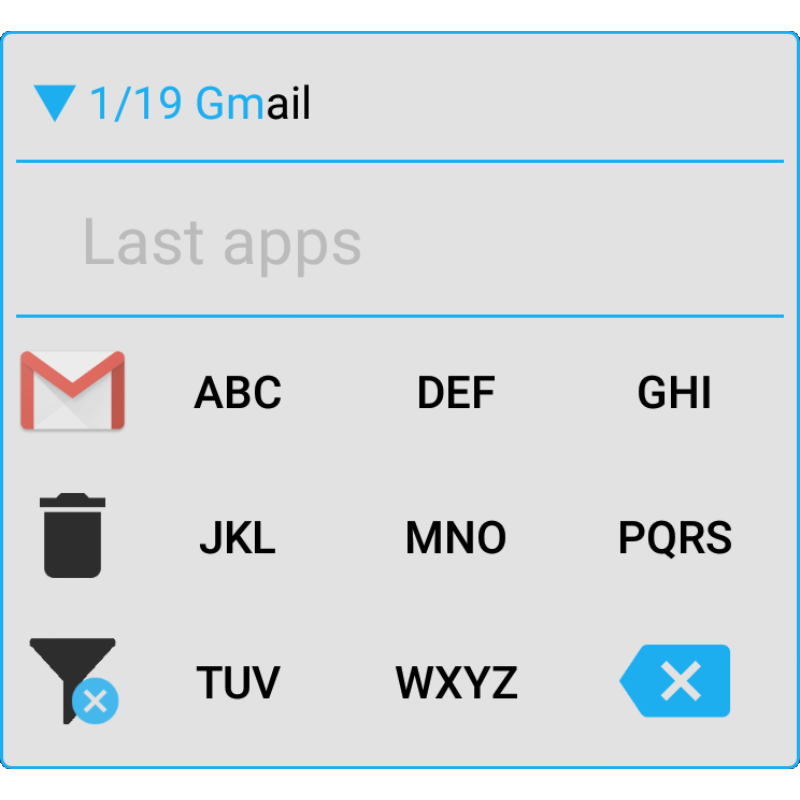 1/19 Gmail
Last apps
ABC DEF GHI
JKL MNO PQRS
TUV WXYZ